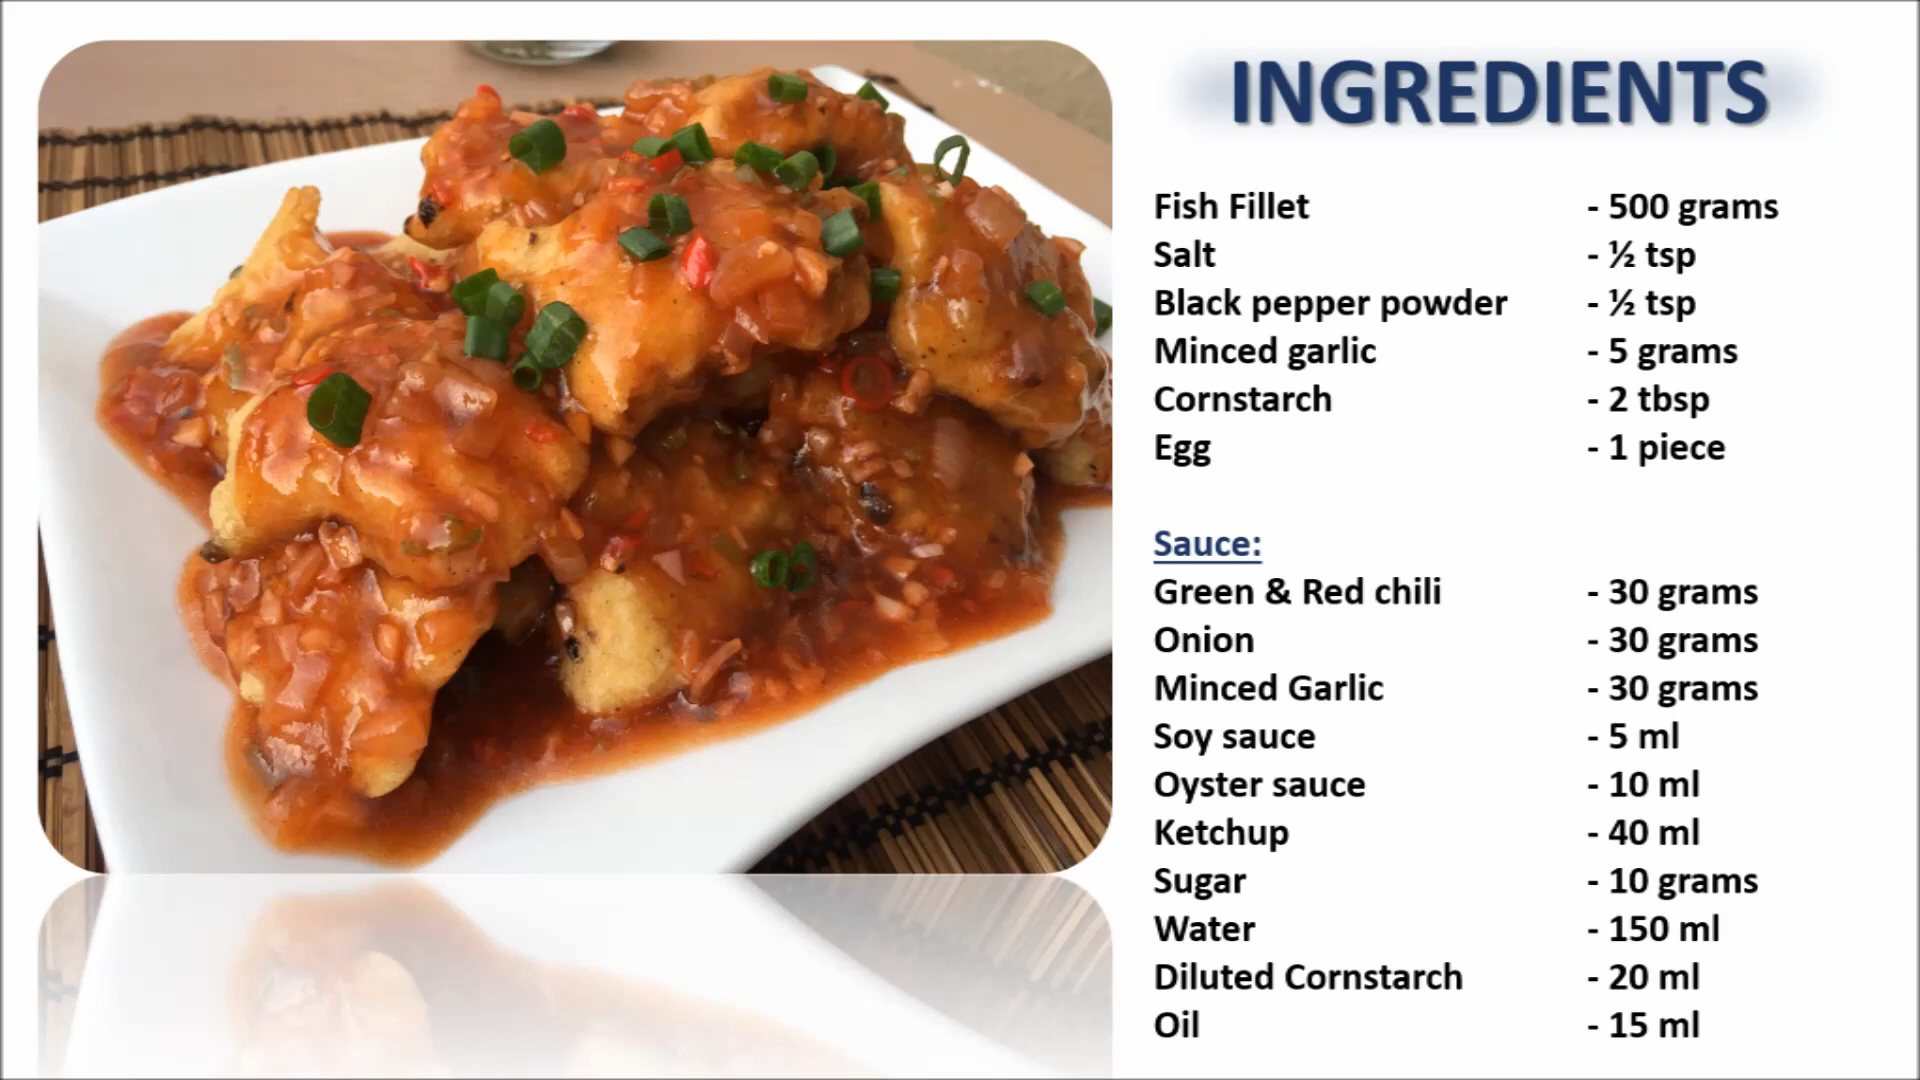 INGREDIENTS
Fish Fillet - 500 grams
Salt - ½ tsp
Black pepper powder - ½ tsp
Minced garlic - 5 grams
Cornstarch - 2 tbsp
Egg - 1 piece
Sauce:
Green & Red chili - 30 grams
Onion - 30 grams
Minced Garlic - 30 grams
Soy sauce - 5 ml
Oyster sauce - 10 ml
Ketchup - 40 ml
Sugar - 10 grams
Water - 150 ml
Diluted Cornstarch - 20 ml
Oil - 15 ml